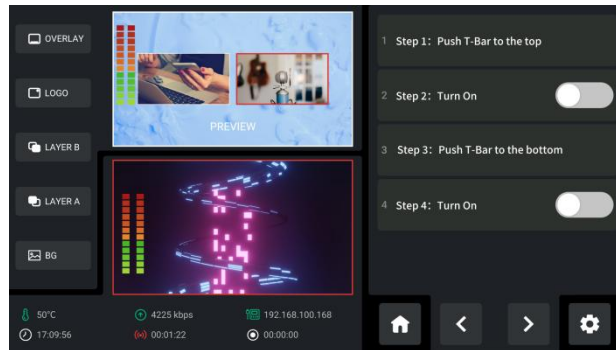 OVERLAY
LOGO
LAYER B
LAYER A
BG
PREVIEW
1 Step 1: Push T-Bar to the top
2 Step 2: Turn On
3 Step 3: Push T-Bar to the bottom
4 Step 4: Turn On
50°C
4225 kbps
192.168.100.168
17:09:56
00:01:22
00:00:00